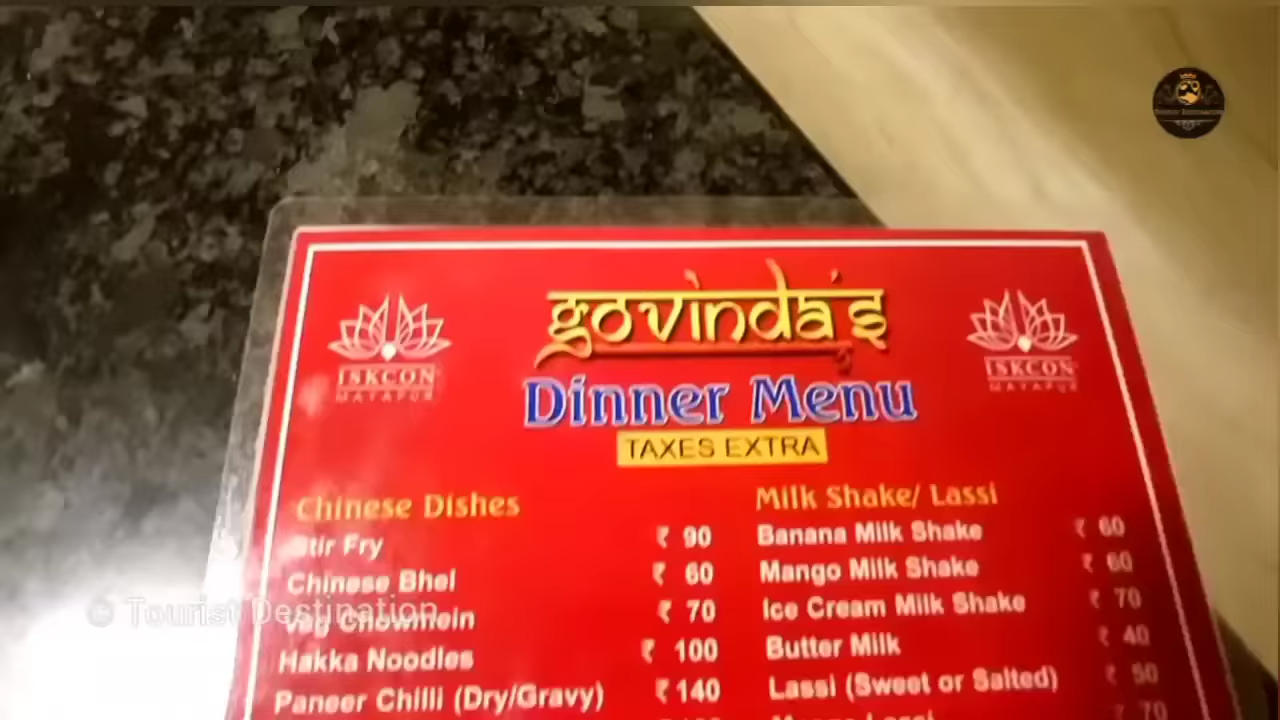 govinda's
ISKCON
MAYAPUR
ISKCON
MAYAPUR
Dinner Menu
TAXES EXTRA
Chinese Dishes
Stir Fry ₹ 90
Chinese Bhel ₹ 60
Veg Chowmein ₹ 70
Hakka Noodles ₹ 100
Paneer Chilli (Dry/Gravy) ₹ 140
Milk Shake/ Lassi
Banana Milk Shake ₹ 60
Mango Milk Shake ₹ 60
Ice Cream Milk Shake ₹ 70
Butter Milk ₹ 40
Lassi (Sweet or Salted) ₹ 50
₹ 70
Tourist Destination